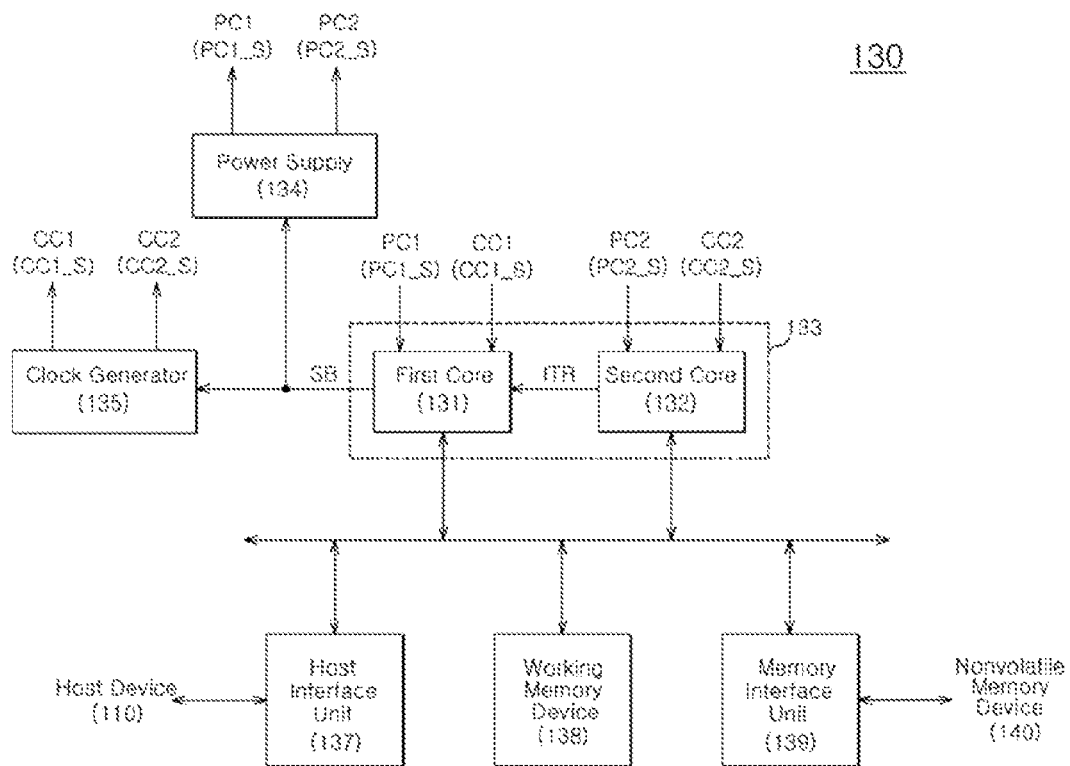 PC1
(PC1_S)
PC2
(PC2_S)
130
Power Supply
(134)
CC1
(CC1_S)
CC2
(CC2_S)
PC1
(PC1_S)
CC1
(CC1_S)
PC2
(PC2_S)
CC2
(CC2_S)
133
Clock Generator
(135)
SB
First Core
(131)
ITR
Second Core
(132)
Host Device
(110)
Host
Interface
Unit
(137)
Working
Memory
Device
(138)
Memory
Interface
Unit
(139)
Nonvolatile
Memory
Device
(140)